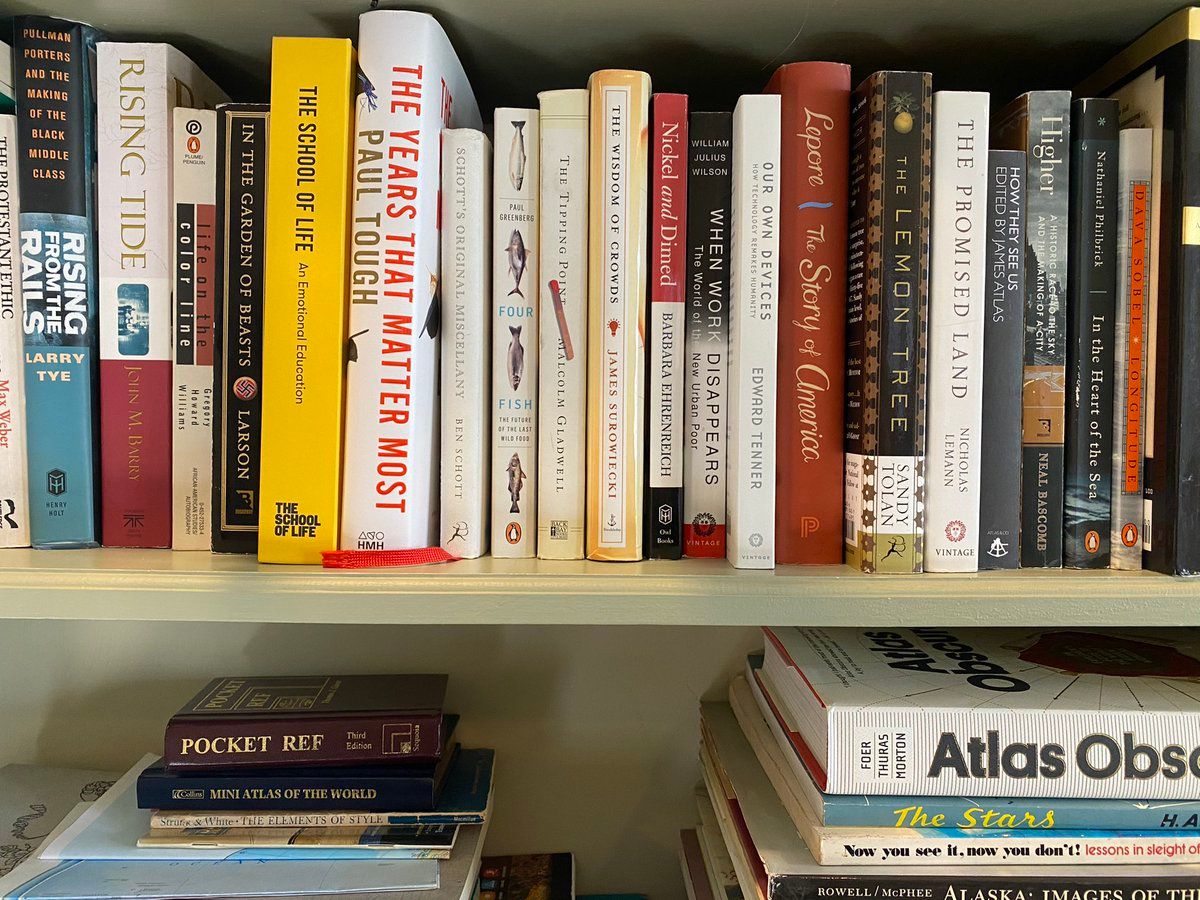 THE PROTESTANT ETHIC
Max Weber
PULLMAN
PORTERS
AND THE
MAKING
OF THE
BLACK
MIDDLE
CLASS
RISING
FROM THE
RAILS
LARRY
TYE
HENRY
HOLT
RISING TIDE
JOHN M. BARRY
PLUME/
PENGUIN
life on the
color line
Gregory
Howard
Williams
IN THE GARDEN OF BEASTS
LARSON
THE SCHOOL OF LIFE An Emotional Education
THE
SCHOOL
OF LIFE
THE YEARS THAT MATTER MOST
PAUL TOUGH
HMH
SCHOTT'S ORIGINAL MISCELLANY BEN SCHOTT
PAUL
GREENBERG
FOUR
FISH
THE FUTURE
OF THE LAST
WILD FOOD
THE TIPPING POINT MALCOLM GLADWELL
BACK
BAY
THE WISDOM OF CROWDS JAMES SUROWIECKI
Nickel and Dimed
BARBARA EHRENREICH
Owl
Books
WILLIAM
JULIUS
WILSON
WHEN WORK DISAPPEARS
The World of the New Urban Poor
VINTAGE
OUR OWN DEVICES
HOW TECHNOLOGY REMAKES HUMANITY
EDWARD TENNER
VINTAGE
Lepore The Story of America
THE LEMON TREE
SANDY
TOLAN
THE PROMISED LAND
NICHOLAS
LEMANN
VINTAGE
HOW THEY SEE US
EDITED BY JAMES ATLAS
Higher
A HISTORIC RACE TO THE SKY
AND THE MAKING OF A CITY
NEAL BASCOMB
Nathaniel Philbrick | In the Heart of the Sea
DAVA SOBEL LONGITUDE
POCKET
REF
POCKET REF
Third
Edition
Collins MINI ATLAS OF THE WORLD
Strunk & White • THE ELEMENTS OF STYLE Macmillan
OCEAN
Atlas
Obscur
FOER
THURAS
MORTON
Atlas Obsc
The Stars H.A
Now you see it, now you don't! lessons in sleight of
ROWELL/McPHEE ALASKA: IMAGES OF TH